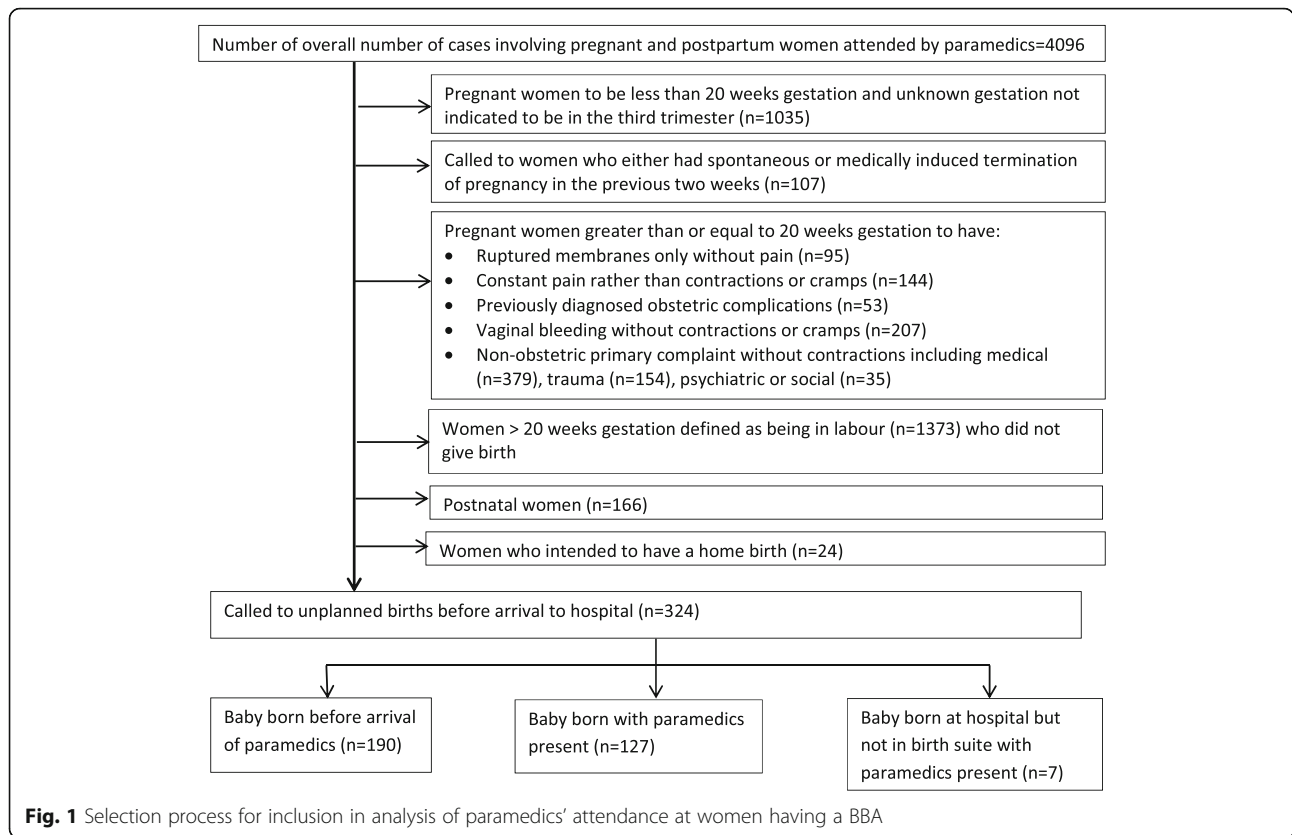 Number of overall number of cases involving pregnant and postpartum women attended by paramedics=4096
Pregnant women to be less than 20 weeks gestation and unknown gestation not
indicated to be in the third trimester (n=1035)
Called to women who either had spontaneous or medically induced termination
of pregnancy in the previous two weeks (n=107)
Pregnant women greater than or equal to 20 weeks gestation to have:
• Ruptured membranes only without pain (n=95)
• Constant pain rather than contractions or cramps (n=144)
• Previously diagnosed obstetric complications (n=53)
• Vaginal bleeding without contractions or cramps (n=207)
• Non-obstetric primary complaint without contractions including medical
(n=379), trauma (n=154), psychiatric or social (n=35)
Women > 20 weeks gestation defined as being in labour (n=1373) who did not
give birth
Postnatal women (n=166)
Women who intended to have a home birth (n=24)
Called to unplanned births before arrival to hospital (n=324)
Baby born before arrival
of paramedics (n=190)
Baby born with paramedics
present (n=127)
Baby born at hospital but
not in birth suite with
paramedics present (n=7)
Fig. 1 Selection process for inclusion in analysis of paramedics’ attendance at women having a BBA